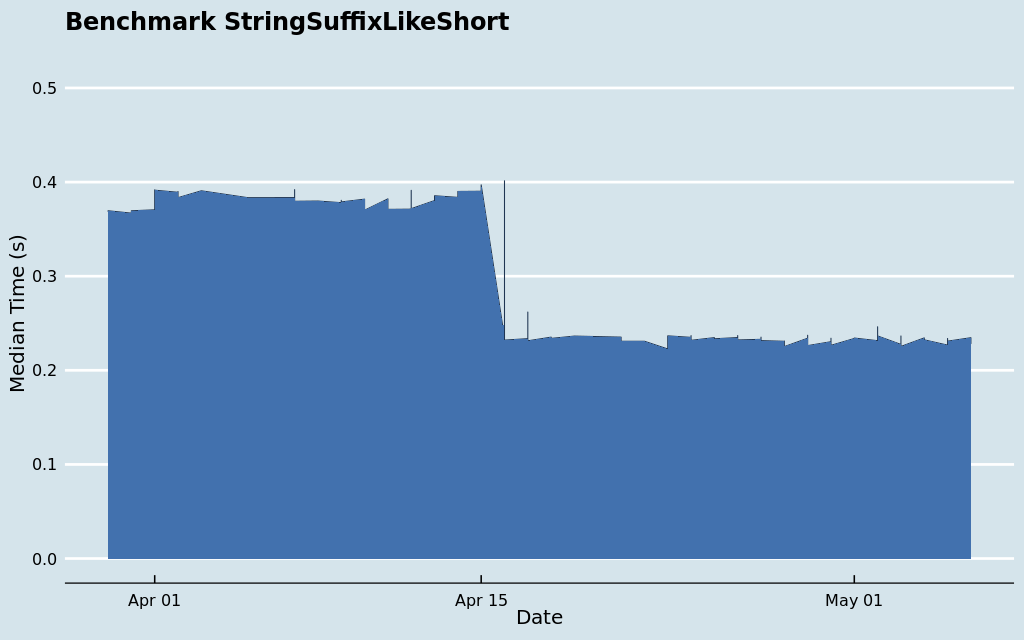 Benchmark StringSuffixLikeShort
Median Time (s)
0.5
0.4
0.3
0.2
0.1
0.0
Apr 01
Apr 15
May 01
Date